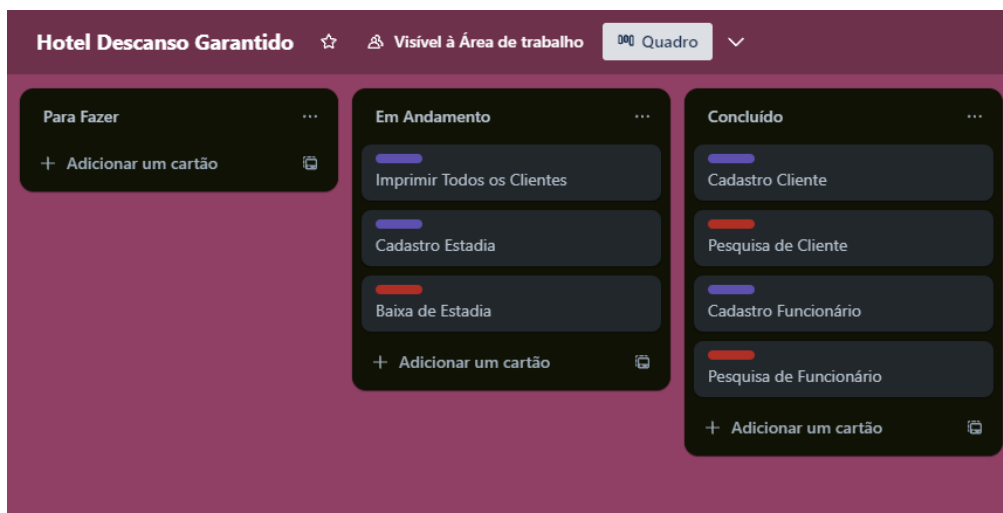 Hotel Descanso Garantido
Visível à Área de trabalho
Quadro
Para Fazer
Adicionar um cartão
Em Andamento
Imprimir Todos os Clientes
Cadastro Estadia
Baixa de Estadia
Adicionar um cartão
Concluído
Cadastro Cliente
Pesquisa de Cliente
Cadastro Funcionário
Pesquisa de Funcionário
Adicionar um cartão